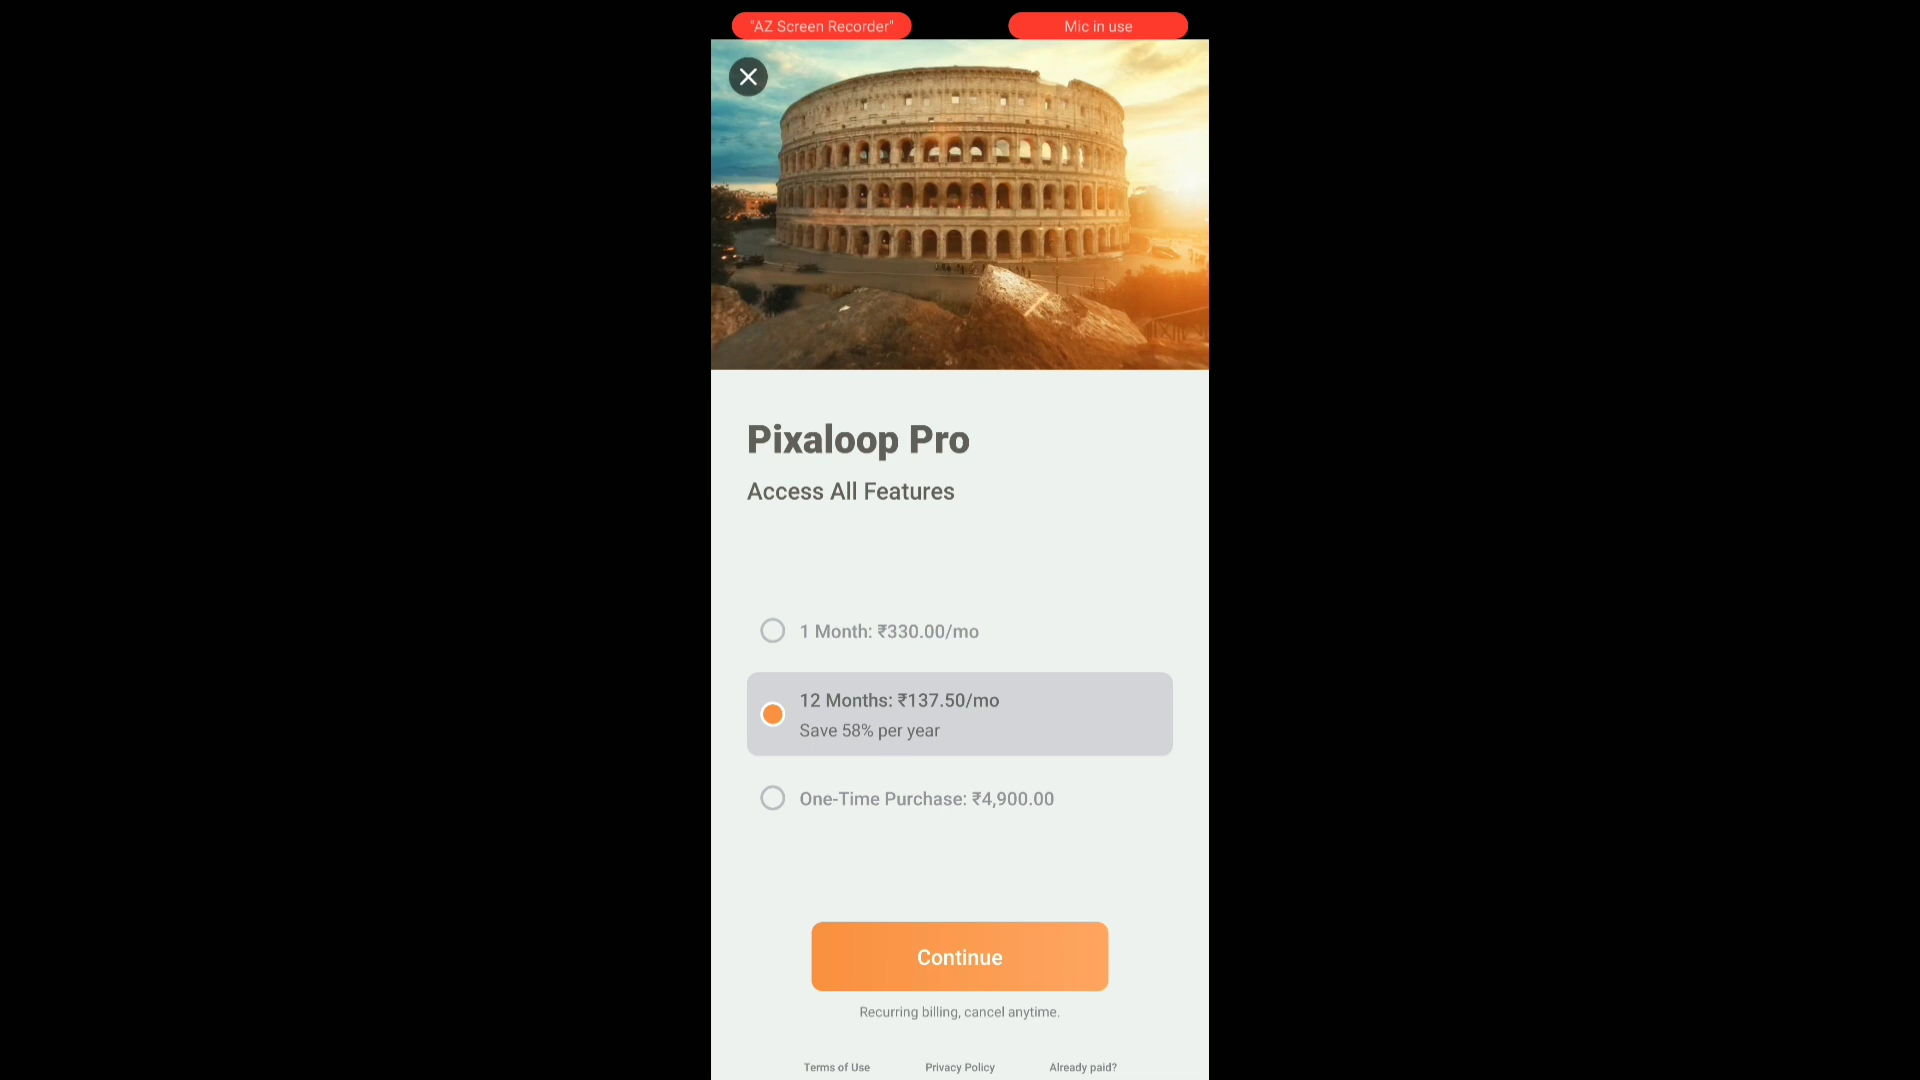 "AZ Screen Recorder"
Mic in use
Pixaloop Pro
Access All Features
1 Month: ₹330.00/mo
12 Months: ₹137.50/mo
Save 58% per year
One-Time Purchase: ₹4,900.00
Continue
Recurring billing, cancel anytime.
Terms of Use
Privacy Policy
Already paid?